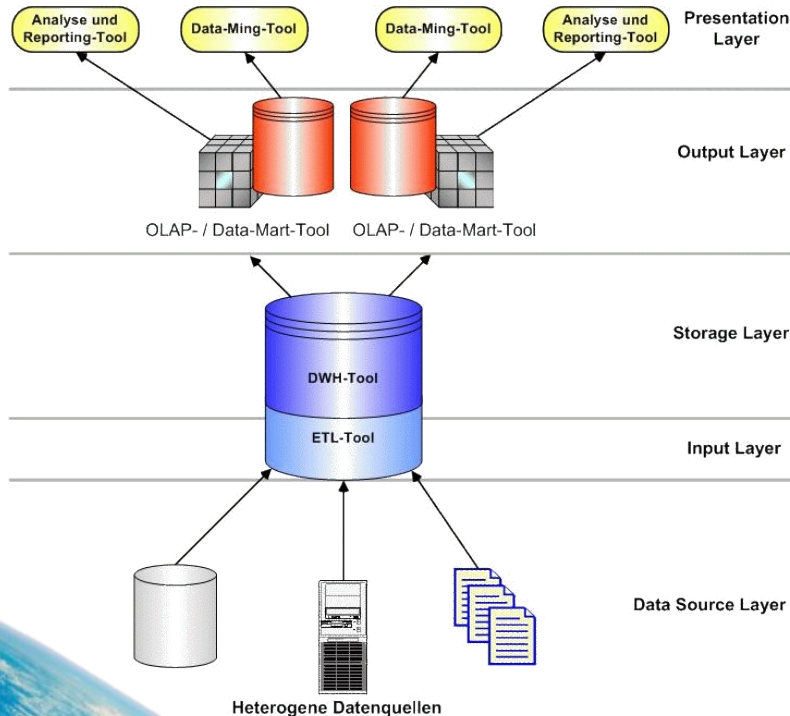 Analyse und
Reporting-Tool
Data-Ming-Tool
Data-Ming-Tool
Analyse und
Reporting-Tool
Presentation
Layer
Output Layer
OLAP- / Data-Mart-Tool
OLAP- / Data-Mart-Tool
Storage Layer
DWH-Tool
ETL-Tool
Input Layer
Data Source Layer
Heterogene Datenquellen